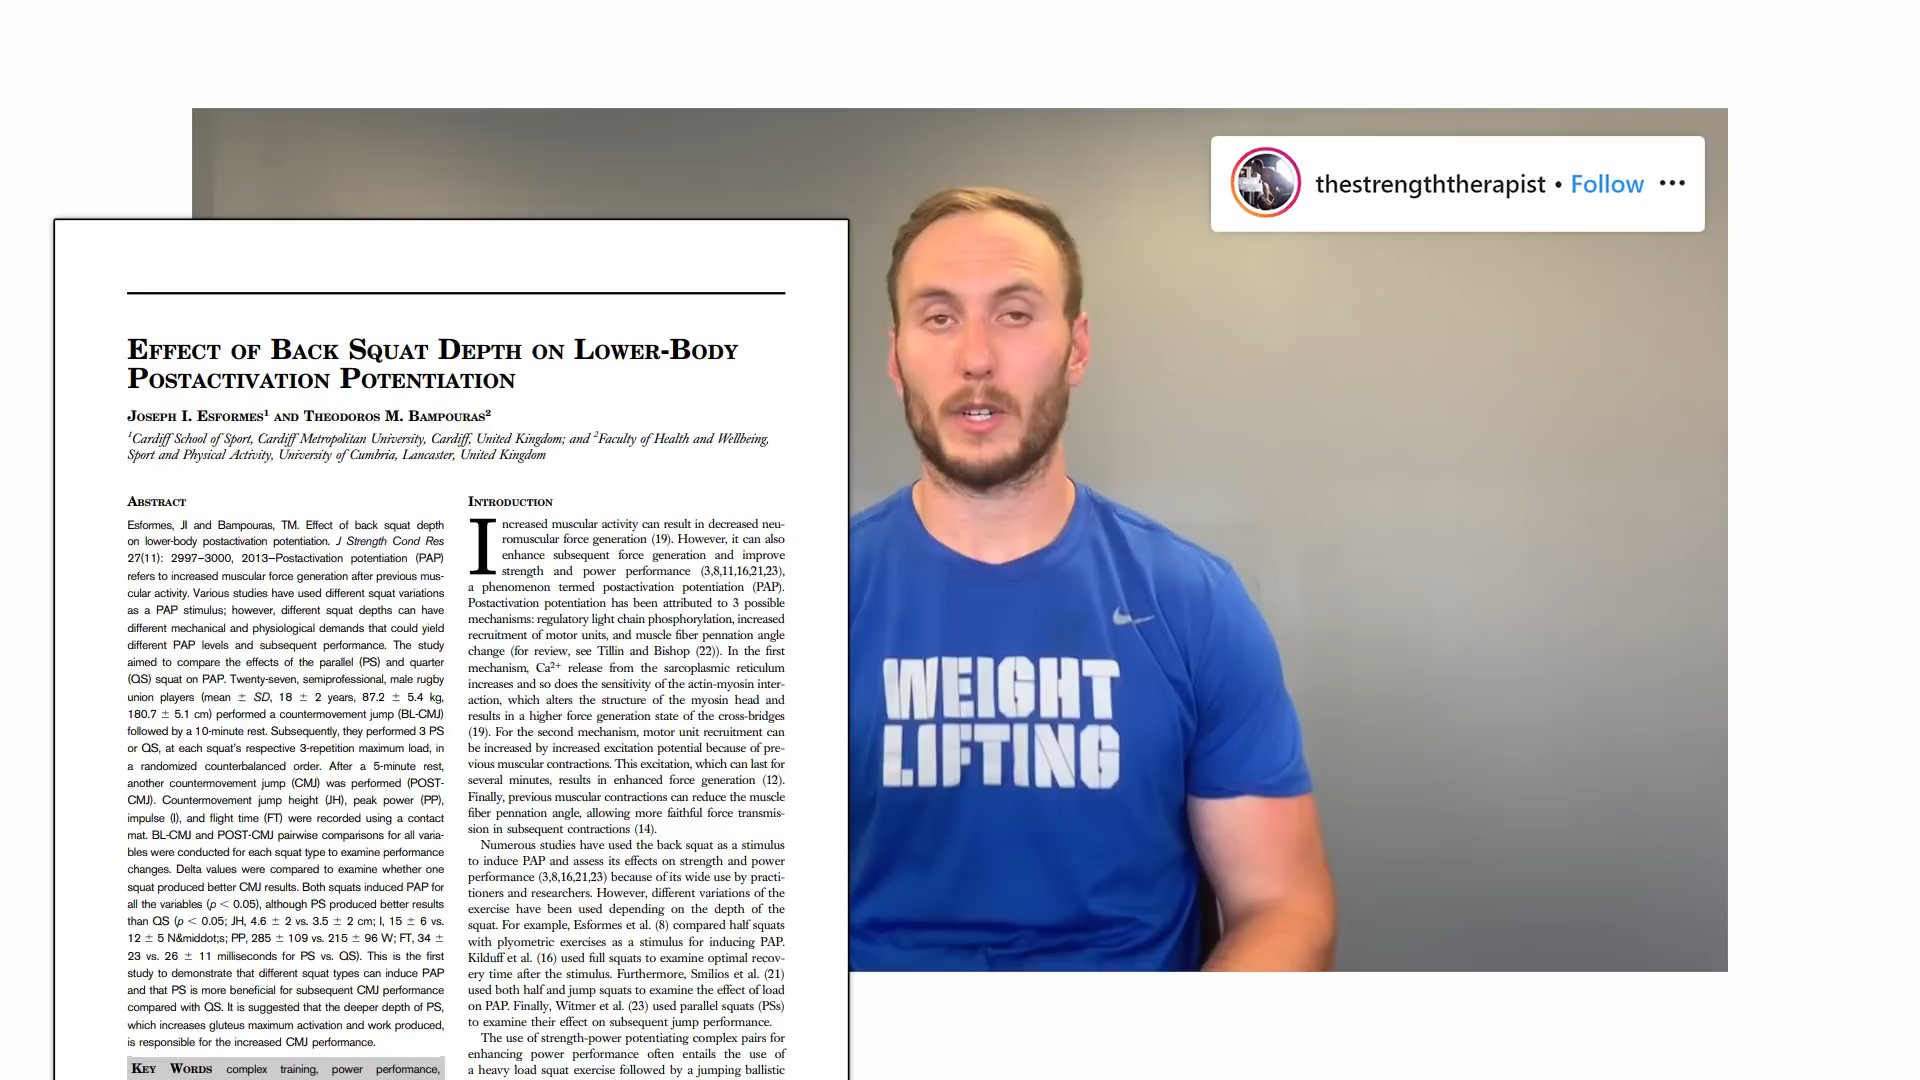 thestrengththerapist • Follow •••
EFFECT OF BACK SQUAT DEPTH ON LOWER-BODY
POSTACTIVATION POTENTIATION
JOSEPH I. ESFORMES¹ AND THEODOROS M. BAMPOURAS²
¹Cardiff School of Sport, Cardiff Metropolitan University, Cardiff, United Kingdom; and ²Faculty of Health and Wellbeing,
Sport and Physical Activity, University of Cumbria, Lancaster, United Kingdom
ABSTRACT
Esformes, JI and Bampouras, TM. Effect of back squat depth
on lower-body postactivation potentiation. J Strength Cond Res
27(11): 2997–3000, 2013—Postactivation potentiation (PAP)
refers to increased muscular force generation after previous mus-
cular activity. Various studies have used different squat variations
as a PAP stimulus; however, different squat depths can have
different mechanical and physiological demands that could yield
different PAP levels and subsequent performance. The study
aimed to compare the effects of the parallel (PS) and quarter
(QS) squat on PAP. Twenty-seven, semiprofessional, male rugby
union players (mean ± SD, 18 ± 2 years, 87.2 ± 5.4 kg,
180.7 ± 5.1 cm) performed a countermovement jump (BL-CMJ)
followed by a 10-minute rest. Subsequently, they performed 3 PS
or QS, at each squat's respective 3-repetition maximum load, in
a randomized counterbalanced order. After a 5-minute rest,
another countermovement jump (CMJ) was performed (POST-
CMJ). Countermovement jump height (JH), peak power (PP),
impulse (I), and flight time (FT) were recorded using a contact
mat. BL-CMJ and POST-CMJ pairwise comparisons for all varia-
bles were conducted for each squat type to examine performance
changes. Delta values were compared to examine whether one
squat produced better CMJ results. Both squats induced PAP for
all the variables (p < 0.05), although PS produced better results
than QS (p < 0.05; JH, 4.6 ± 2 vs. 3.5 ± 2 cm; I, 15 ± 6 vs.
12 ± 5 N&middot;s; PP, 285 ± 109 vs. 215 ± 96 W; FT, 34 ±
23 vs. 26 ± 11 milliseconds for PS vs. QS). This is the first
study to demonstrate that different squat types can induce PAP
and that PS is more beneficial for subsequent CMJ performance
compared with QS. It is suggested that the deeper depth of PS,
which increases gluteus maximum activation and work produced,
is responsible for the increased CMJ performance.
KEY WORDS complex training, power performance,
INTRODUCTION
Increased muscular activity can result in decreased neu-
romuscular force generation (19). However, it can also
enhance subsequent force generation and improve
strength and power performance (3,8,11,16,21,23),
a phenomenon termed postactivation potentiation (PAP).
Postactivation potentiation has been attributed to 3 possible
mechanisms: regulatory light chain phosphorylation, increased
recruitment of motor units, and muscle fiber pennation angle
change (for review, see Tillin and Bishop (22)). In the first
mechanism, Ca²⁺ release from the sarcoplasmic reticulum
increases and so does the sensitivity of the actin-myosin inter-
action, which alters the structure of the myosin head and
results in a higher force generation state of the cross-bridges
(19). For the second mechanism, motor unit recruitment can
be increased by increased excitation potential because of pre-
vious muscular contractions. This excitation, which can last for
several minutes, results in enhanced force generation (12).
Finally, previous muscular contractions can reduce the muscle
fiber pennation angle, allowing more faithful force transmis-
sion in subsequent contractions (14).
Numerous studies have used the back squat as a stimulus
to induce PAP and assess its effects on strength and power
performance (3,8,16,21,23) because of its wide use by practi-
tioners and researchers. However, different variations of the
exercise have been used depending on the depth of the
squat. For example, Esformes et al. (8) compared half squats
with plyometric exercises as a stimulus for inducing PAP.
Kilduff et al. (16) used full squats to examine optimal recov-
ery time after the stimulus. Furthermore, Smilios et al. (21)
used both half and jump squats to examine the effect of load
on PAP. Finally, Witmer et al. (23) used parallel squats (PSs)
to examine their effect on subsequent jump performance.
The use of strength-power potentiating complex pairs for
enhancing power performance often entails the use of
a heavy load squat exercise followed by a jumping ballistic
WEIGHT
LIFTING